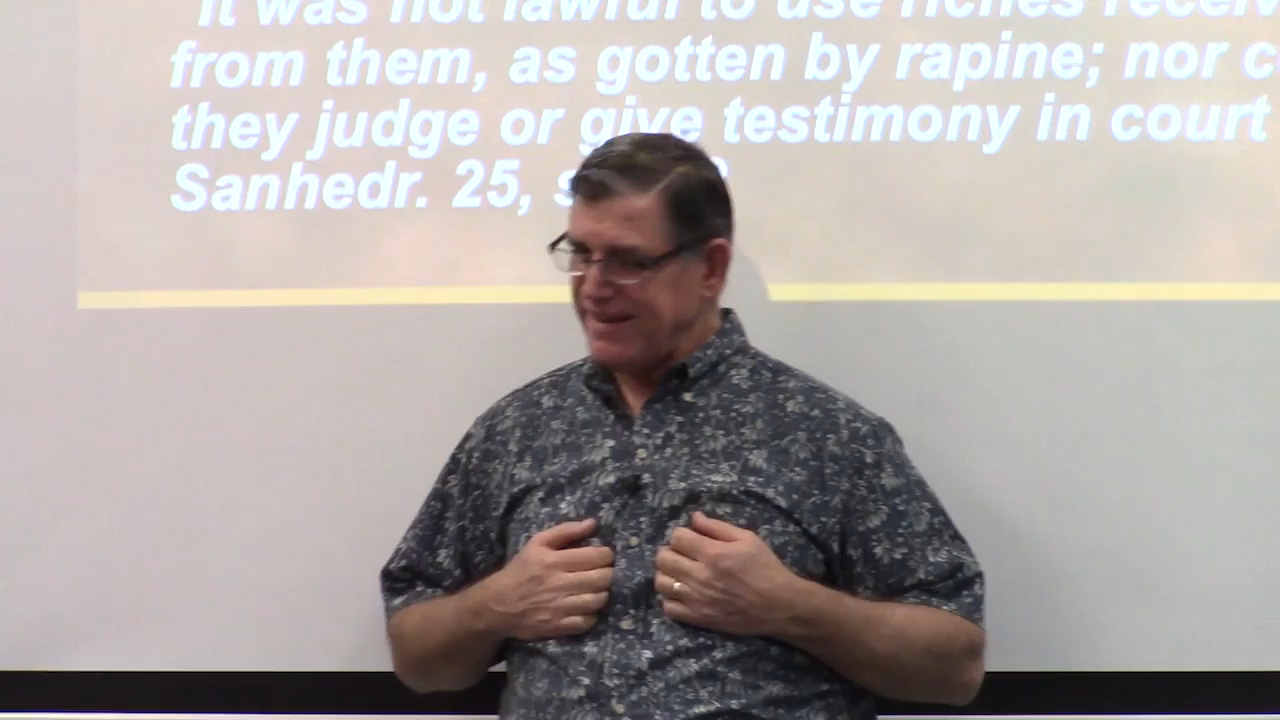 It was not lawful to use riches
from them, as gotten by rapine; nor
they judge or give testimony in court
Sanhedr. 25,